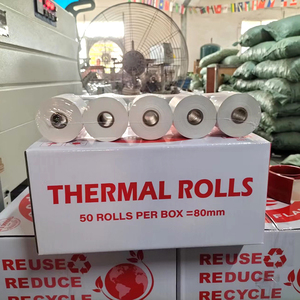 THERMAL ROLLS
50 ROLLS PER BOX =80mm
REUSE
REDUCE
RECYCLE
REUSE
REDUCE
RECYCLE